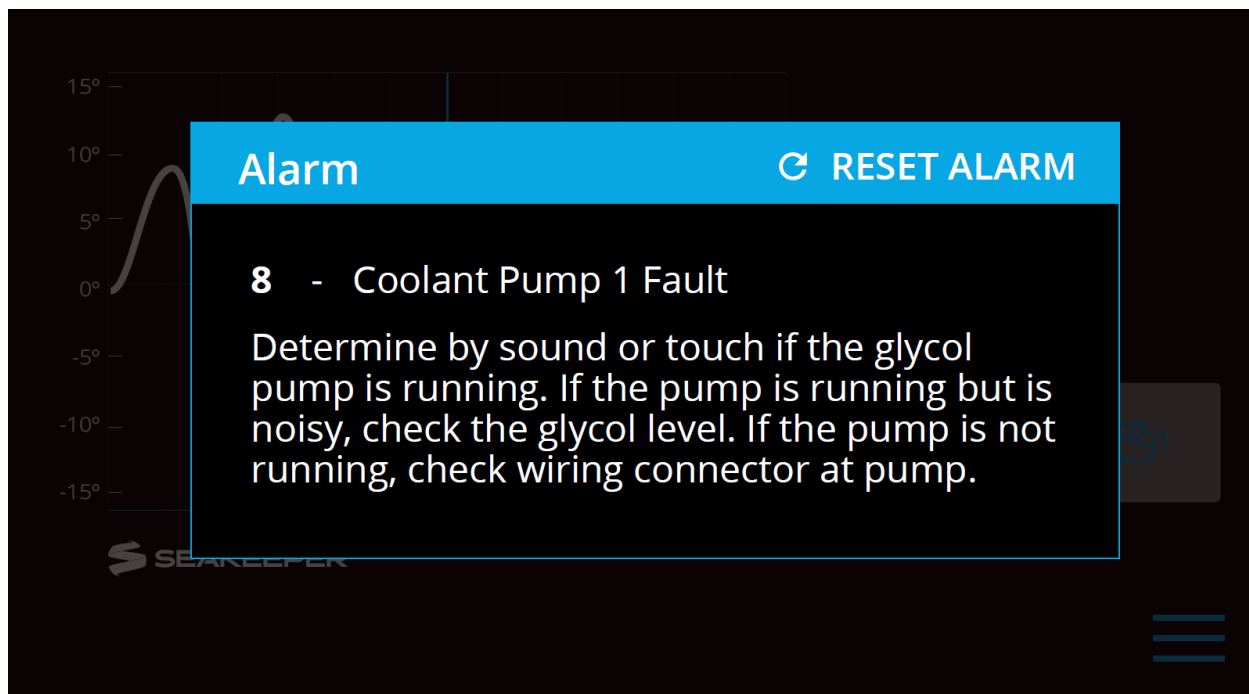 15°
10°
5°
0°
-5°
-10°
-15°
Alarm
RESET ALARM
8 - Coolant Pump 1 Fault
Determine by sound or touch if the glycol
pump is running. If the pump is running but is
noisy, check the glycol level. If the pump is not
running, check wiring connector at pump.
SEAKEEPER